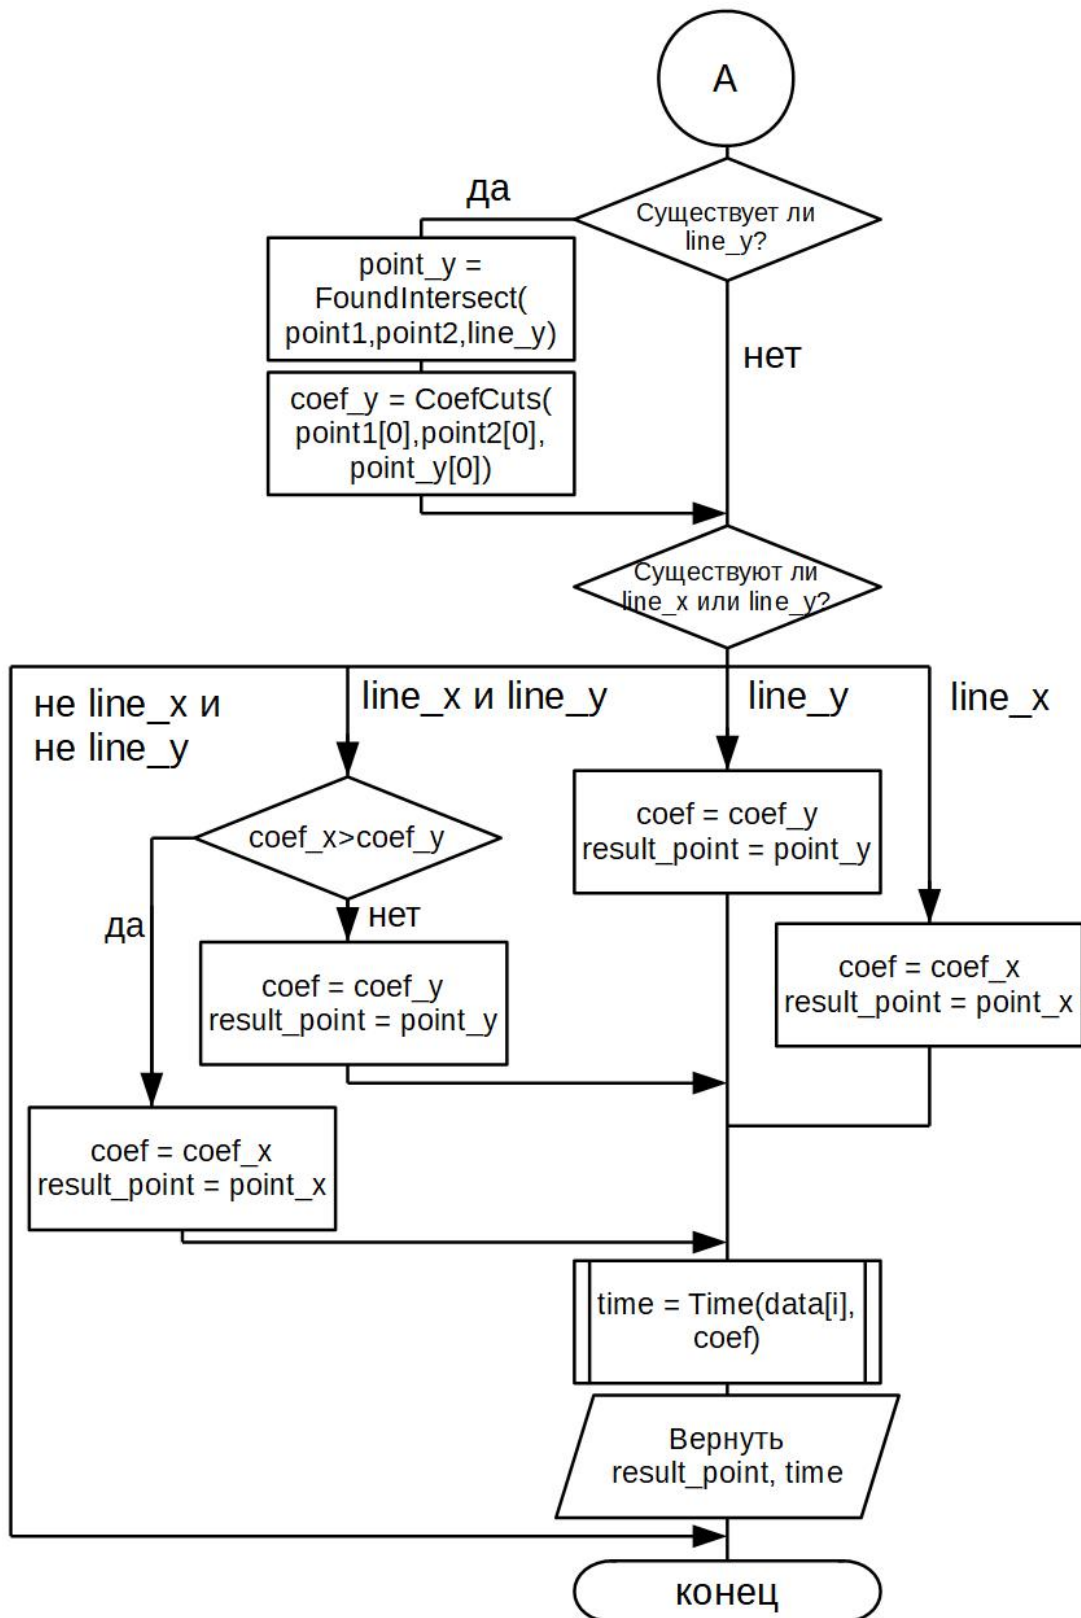 А
Существует ли
line_y?
да
нет
point_y =
FoundIntersect(
point1,point2,line_y)
coef_y = CoefCuts(
point1[0],point2[0],
point_y[0])
Существуют ли
line_x или line_y?
не line_x и
не line_y
line_x и line_y
line_y
line_x
coef_x>coef_y
да
нет
coef = coef_y
result_point = point_y
coef = coef_x
result_point = point_x
coef = coef_y
result_point = point_y
coef = coef_x
result_point = point_x
time = Time(data[i],
coef)
Вернуть
result_point, time
конец